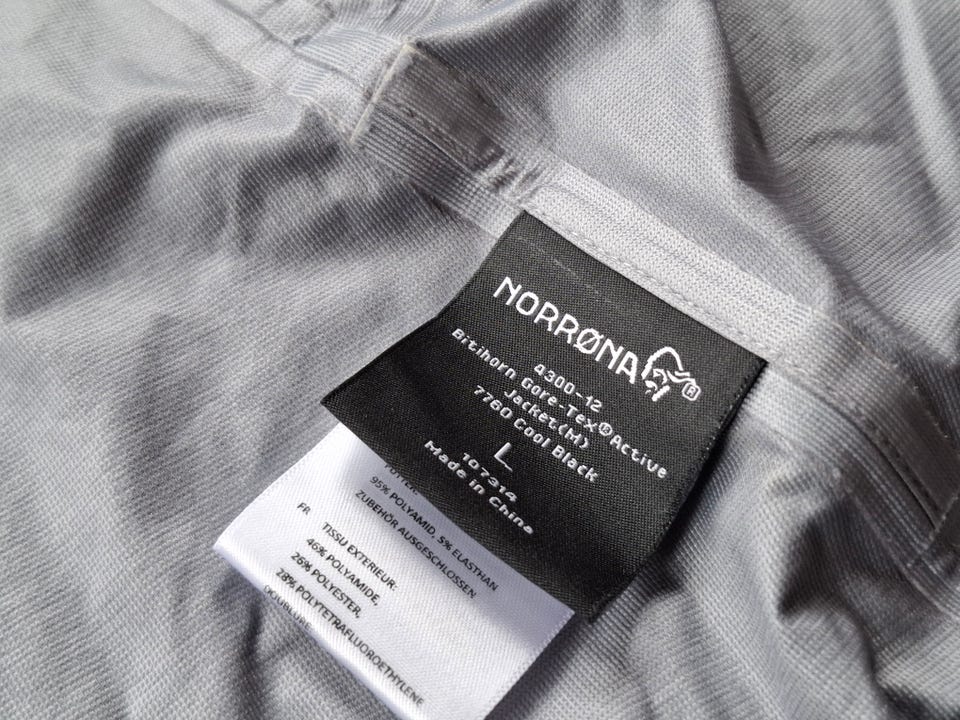 NORRØNA®
4300-12
Bitihorn Gore-Tex®Active
Jacket(M)
7760 Cool Black
L
107314
Made in China
95% POLYAMID, 5% ELASTHAN
ZUBEHÖR AUSGESCHLOSSEN
FR TISSU EXTERIEUR:
46% POLYAMIDE,
26% POLYESTER,
28% POLYTETRAFLUOROETHYLENE
DOUBLURE